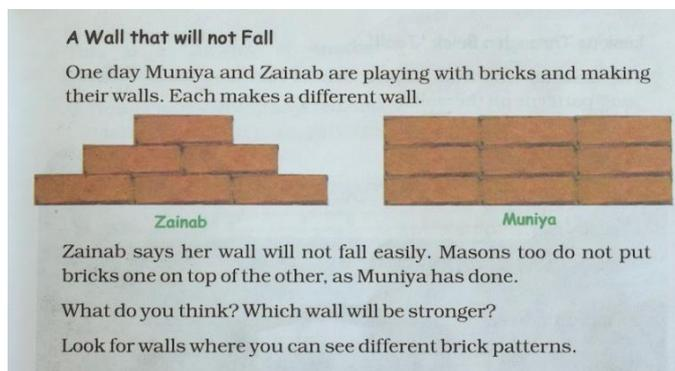 A Wall that will not Fall
One day Muniya and Zainab are playing with bricks and making
their walls. Each makes a different wall.
Zainab
Muniya
Zainab says her wall will not fall easily. Masons too do not put
bricks one on top of the other, as Muniya has done.
What do you think? Which wall will be stronger?
Look for walls where you can see different brick patterns.